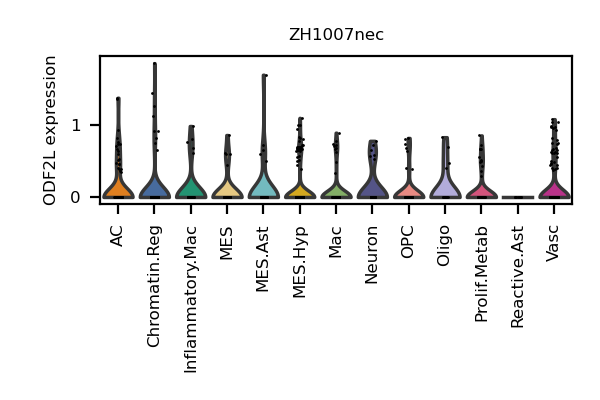 ZH1007nec
ODF2L expression
1
0
AC
Chromatin.Reg
Inflammatory.Mac
MES
MES.Ast
MES.Hyp
Mac
Neuron
OPC
Oligo
Prolif.Metab
Reactive.Ast
Vasc